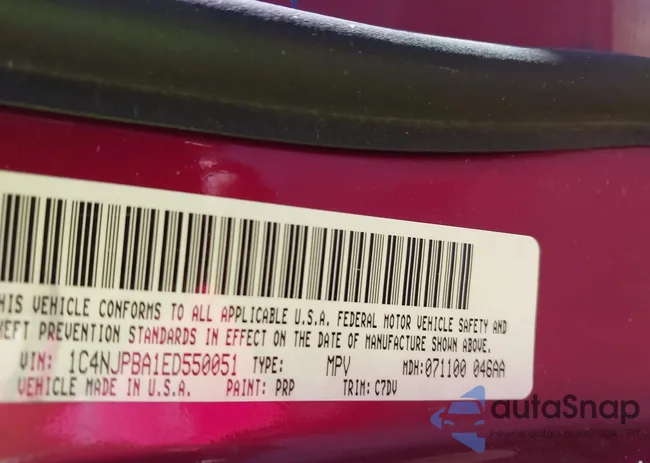 HIS VEHICLE CONFORMS TO ALL APPLICABLE U.S.A. FEDERAL MOTOR VEHICLE SAFETY AND
EFT PREVENTION STANDARDS IN EFFECT ON THE DATE OF MANUFACTURE SHOWN ABOVE.
VIN: 1C4NJPBA1ED550051 TYPE: MPV MDH: 071100 046AA
VEHICLE MADE IN U.S.A. PAINT: PRP TRIM: C7DV
autaSnap